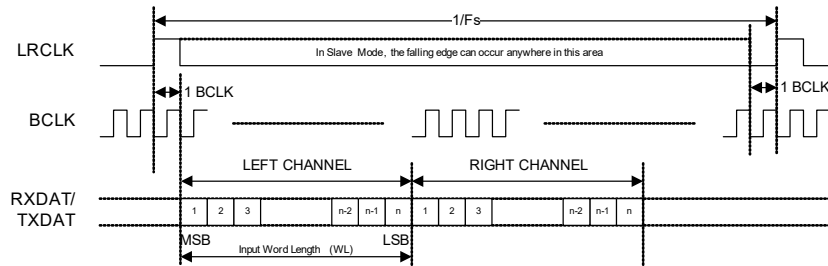 1/Fs
LRCLK
In Slave Mode, the falling edge can occur anywhere in this area
1 BCLK
1 BCLK
BCLK
LEFT CHANNEL
RIGHT CHANNEL
RXDAT/
TXDAT
1 2 3 n-2 n-1 n 1 2 3 n-2 n-1 n
MSB
LSB
Input Word Length (WL)